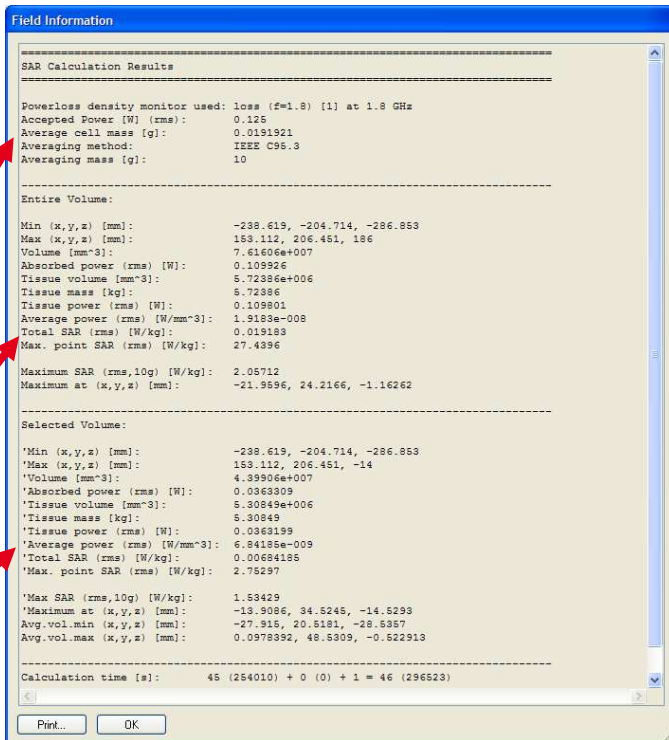 Field Information
SAR Calculation Results
Powerloss density monitor used: loss (f=1.8) [1] at 1.8 GHz
Accepted Power [W] (rms): 0.125
Average cell mass [g]: 0.0191921
Averaging method: IEEE C95.3
Averaging mass [g]: 10
Entire Volume:
Min (x,y,z) [mm]: -238.619, -204.714, -286.853
Max (x,y,z) [mm]: 153.112, 206.451, 186
Volume [mm^3]: 7.61606e+007
Absorbed power (rms) [W]: 0.109926
Tissue volume [mm^3]: 5.72386e+006
Tissue mass [kg]: 5.72386
Tissue power (rms) [W]: 0.109801
Average power (rms) [W/mm^3]: 1.9183e-008
Total SAR (rms) [W/kg]: 0.019183
Max. point SAR (rms) [W/kg]: 27.4396
Maximum SAR (rms,10g) [W/kg]: 2.05712
Maximum at (x,y,z) [mm]: -21.9596, 24.2166, -1.16262
Selected Volume:
'Min (x,y,z) [mm]: -238.619, -204.714, -286.853
'Max (x,y,z) [mm]: 153.112, 206.451, -14
'Volume [mm^3]: 4.39906e+007
'Absorbed power (rms) [W]: 0.0363309
'Tissue volume [mm^3]: 5.30849e+006
'Tissue mass [kg]: 5.30849
'Tissue power (rms) [W]: 0.0363199
'Average power (rms) [W/mm^3]: 6.84185e-009
'Total SAR (rms) [W/kg]: 0.00684185
'Max. point SAR (rms) [W/kg]: 2.75297
'Max SAR (rms,10g) [W/kg]: 1.53429
'Maximum at (x,y,z) [mm]: -13.9086, 34.5245, -14.5293
Avg.vol.min (x,y,z) [mm]: -27.915, 20.5181, -28.5357
Avg.vol.max (x,y,z) [mm]: 0.0978392, 48.5309, -0.522913
Calculation time [s]: 45 (254010) + 0 (0) + 1 = 46 (296523)
Print... OK